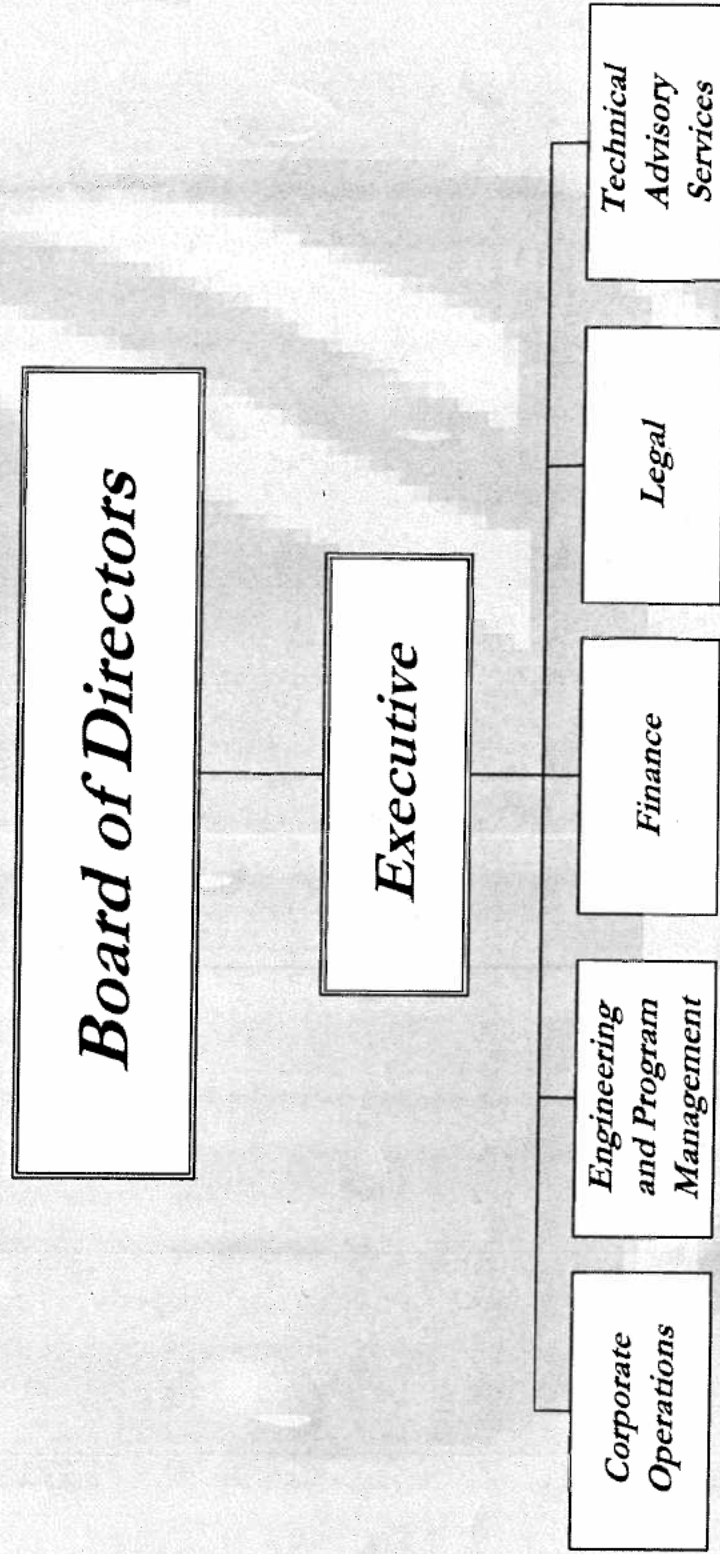 Board of Directors
Executive
Corporate
Operations
Engineering
and Program
Management
Finance
Legal
Technical
Advisory
Services